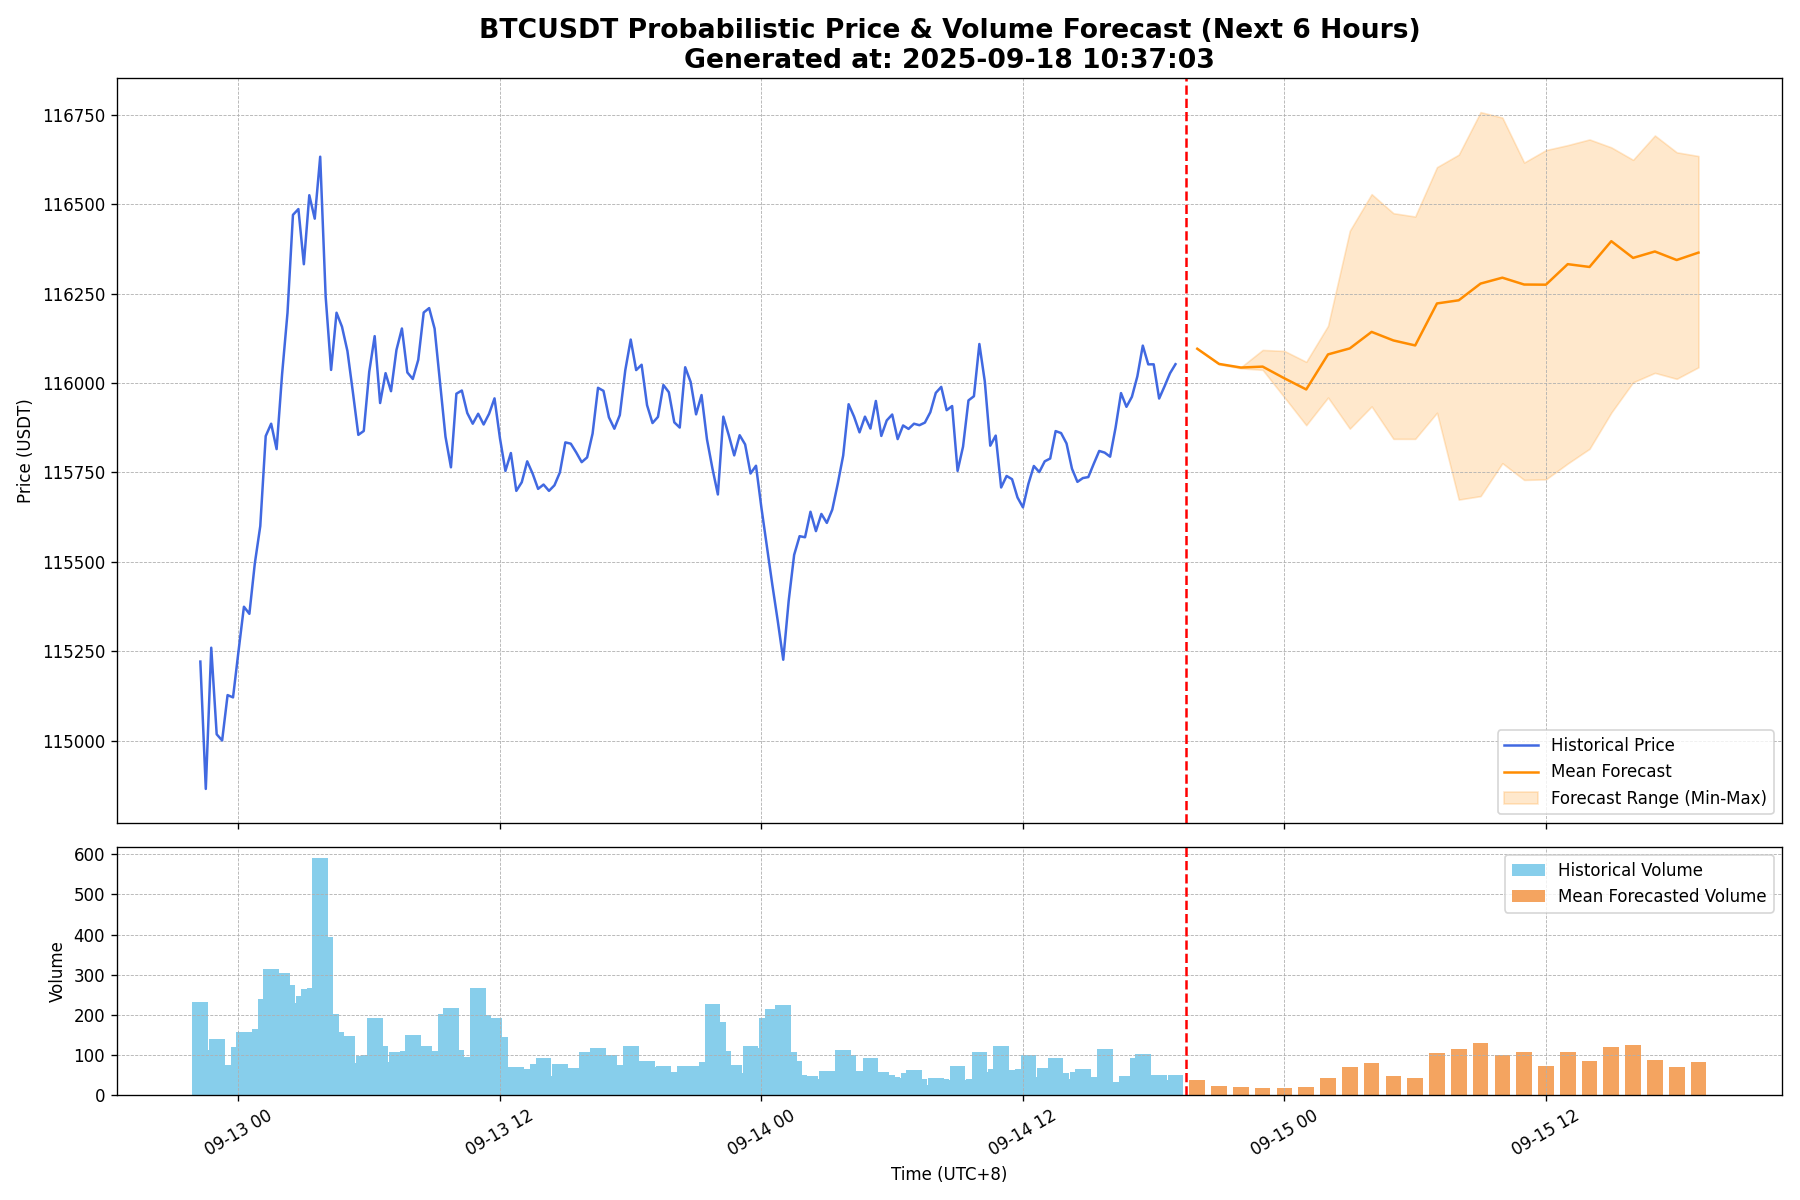 BTCUSDT Probabilistic Price & Volume Forecast (Next 6 Hours)
Generated at: 2025-09-18 10:37:03
116750
116500
116250
116000
115750
115500
115250
115000
Price (USDT)
Historical Price
Mean Forecast
Forecast Range (Min-Max)
600
500
400
300
200
100
0
Volume
Historical Volume
Mean Forecasted Volume
09-13 00
09-13 12
09-14 00
09-14 12
09-15 00
09-15 12
Time (UTC+8)